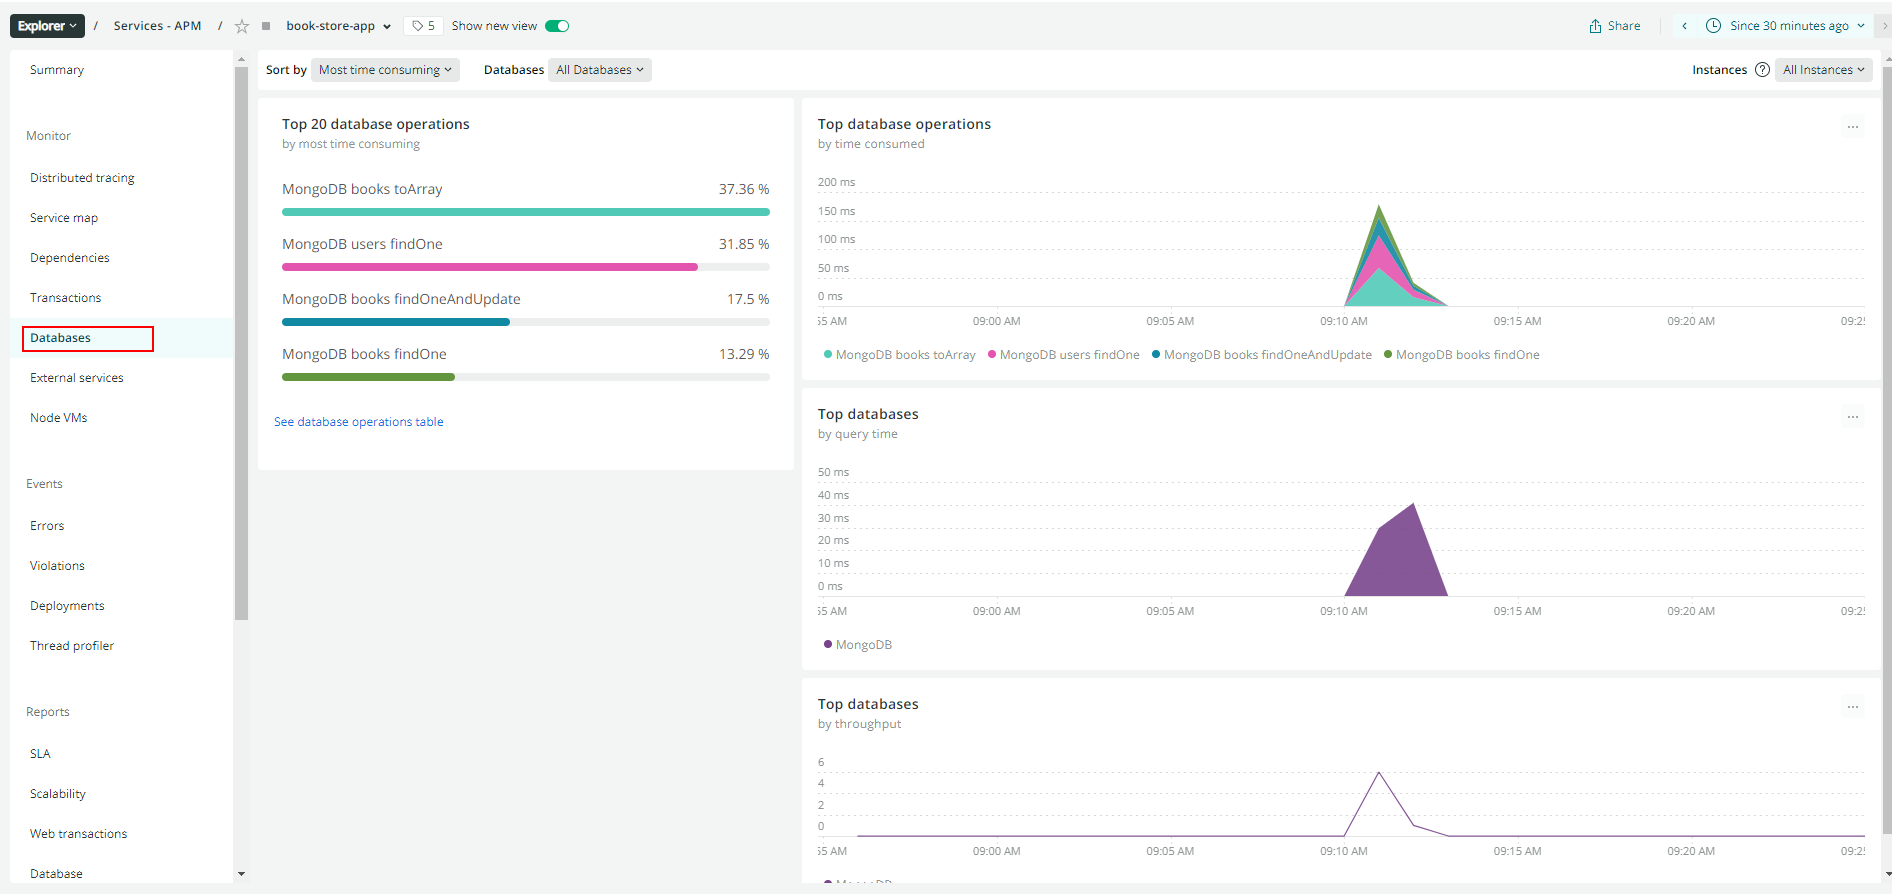 Explorer / Services - APM / book-store-app 5 Show new view Share Since 30 minutes ago
Summary
Monitor
Distributed tracing
Service map
Dependencies
Transactions
Databases
External services
Node VMs
Events
Errors
Violations
Deployments
Thread profiler
Reports
SLA
Scalability
Web transactions
Database
Sort by Most time consuming Databases All Databases Instances ? All Instances
Top 20 database operations
by most time consuming
MongoDB books toArray 37.36 %
MongoDB users findOne 31.85 %
MongoDB books findOneAndUpdate 17.5 %
MongoDB books findOne 13.29 %
See database operations table
Top database operations ...
by time consumed
200 ms
150 ms
100 ms
50 ms
0 ms
55 AM 09:00 AM 09:05 AM 09:10 AM 09:15 AM 09:20 AM 09:25
MongoDB books toArray MongoDB users findOne MongoDB books findOneAndUpdate MongoDB books findOne
Top databases ...
by query time
50 ms
40 ms
30 ms
20 ms
10 ms
0 ms
55 AM 09:00 AM 09:05 AM 09:10 AM 09:15 AM 09:20 AM 09:25
MongoDB
Top databases ...
by throughput
6
4
2
0
55 AM 09:00 AM 09:05 AM 09:10 AM 09:15 AM 09:20 AM 09:25